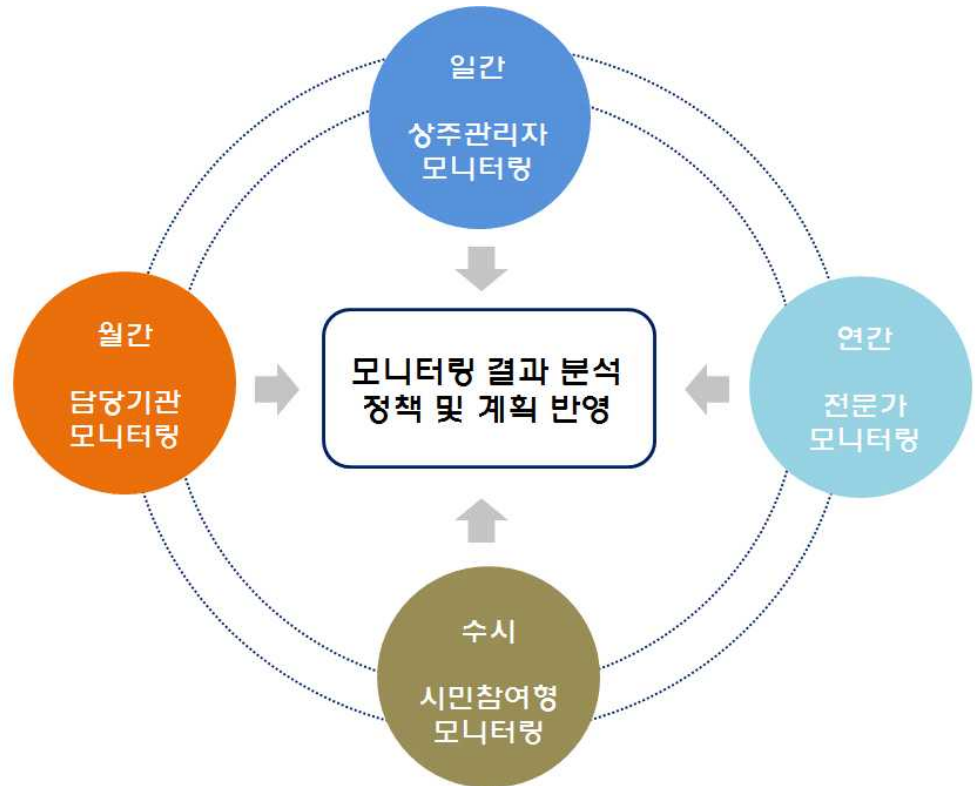 일간
상주관리자
모니터링
월간
담당기관
모니터링
모니터링 결과 분석
정책 및 계획 반영
연간
전문가
모니터링
수시
시민참여형
모니터링